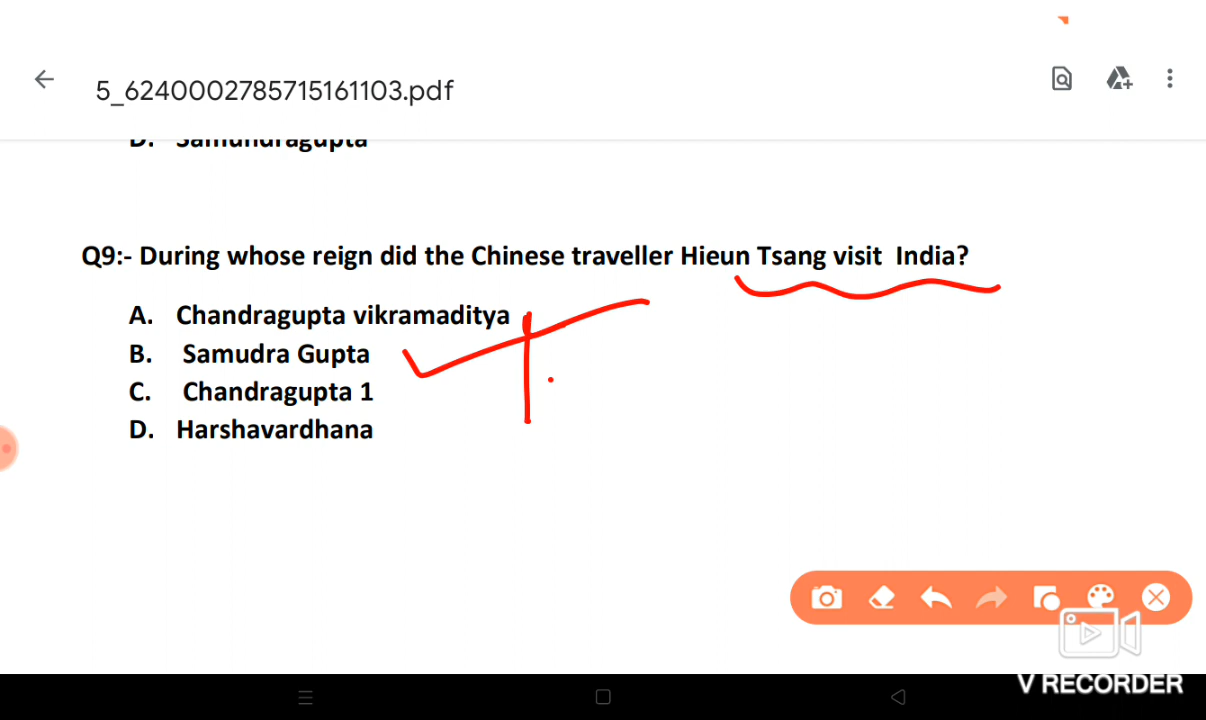 5_6240002785715161103.pdf
D. Samundragupta
Q9:- During whose reign did the Chinese traveller Hieun Tsang visit India?
A. Chandragupta vikramaditya
B. Samudra Gupta
C. Chandragupta 1
D. Harshavardhana
V RECORDER